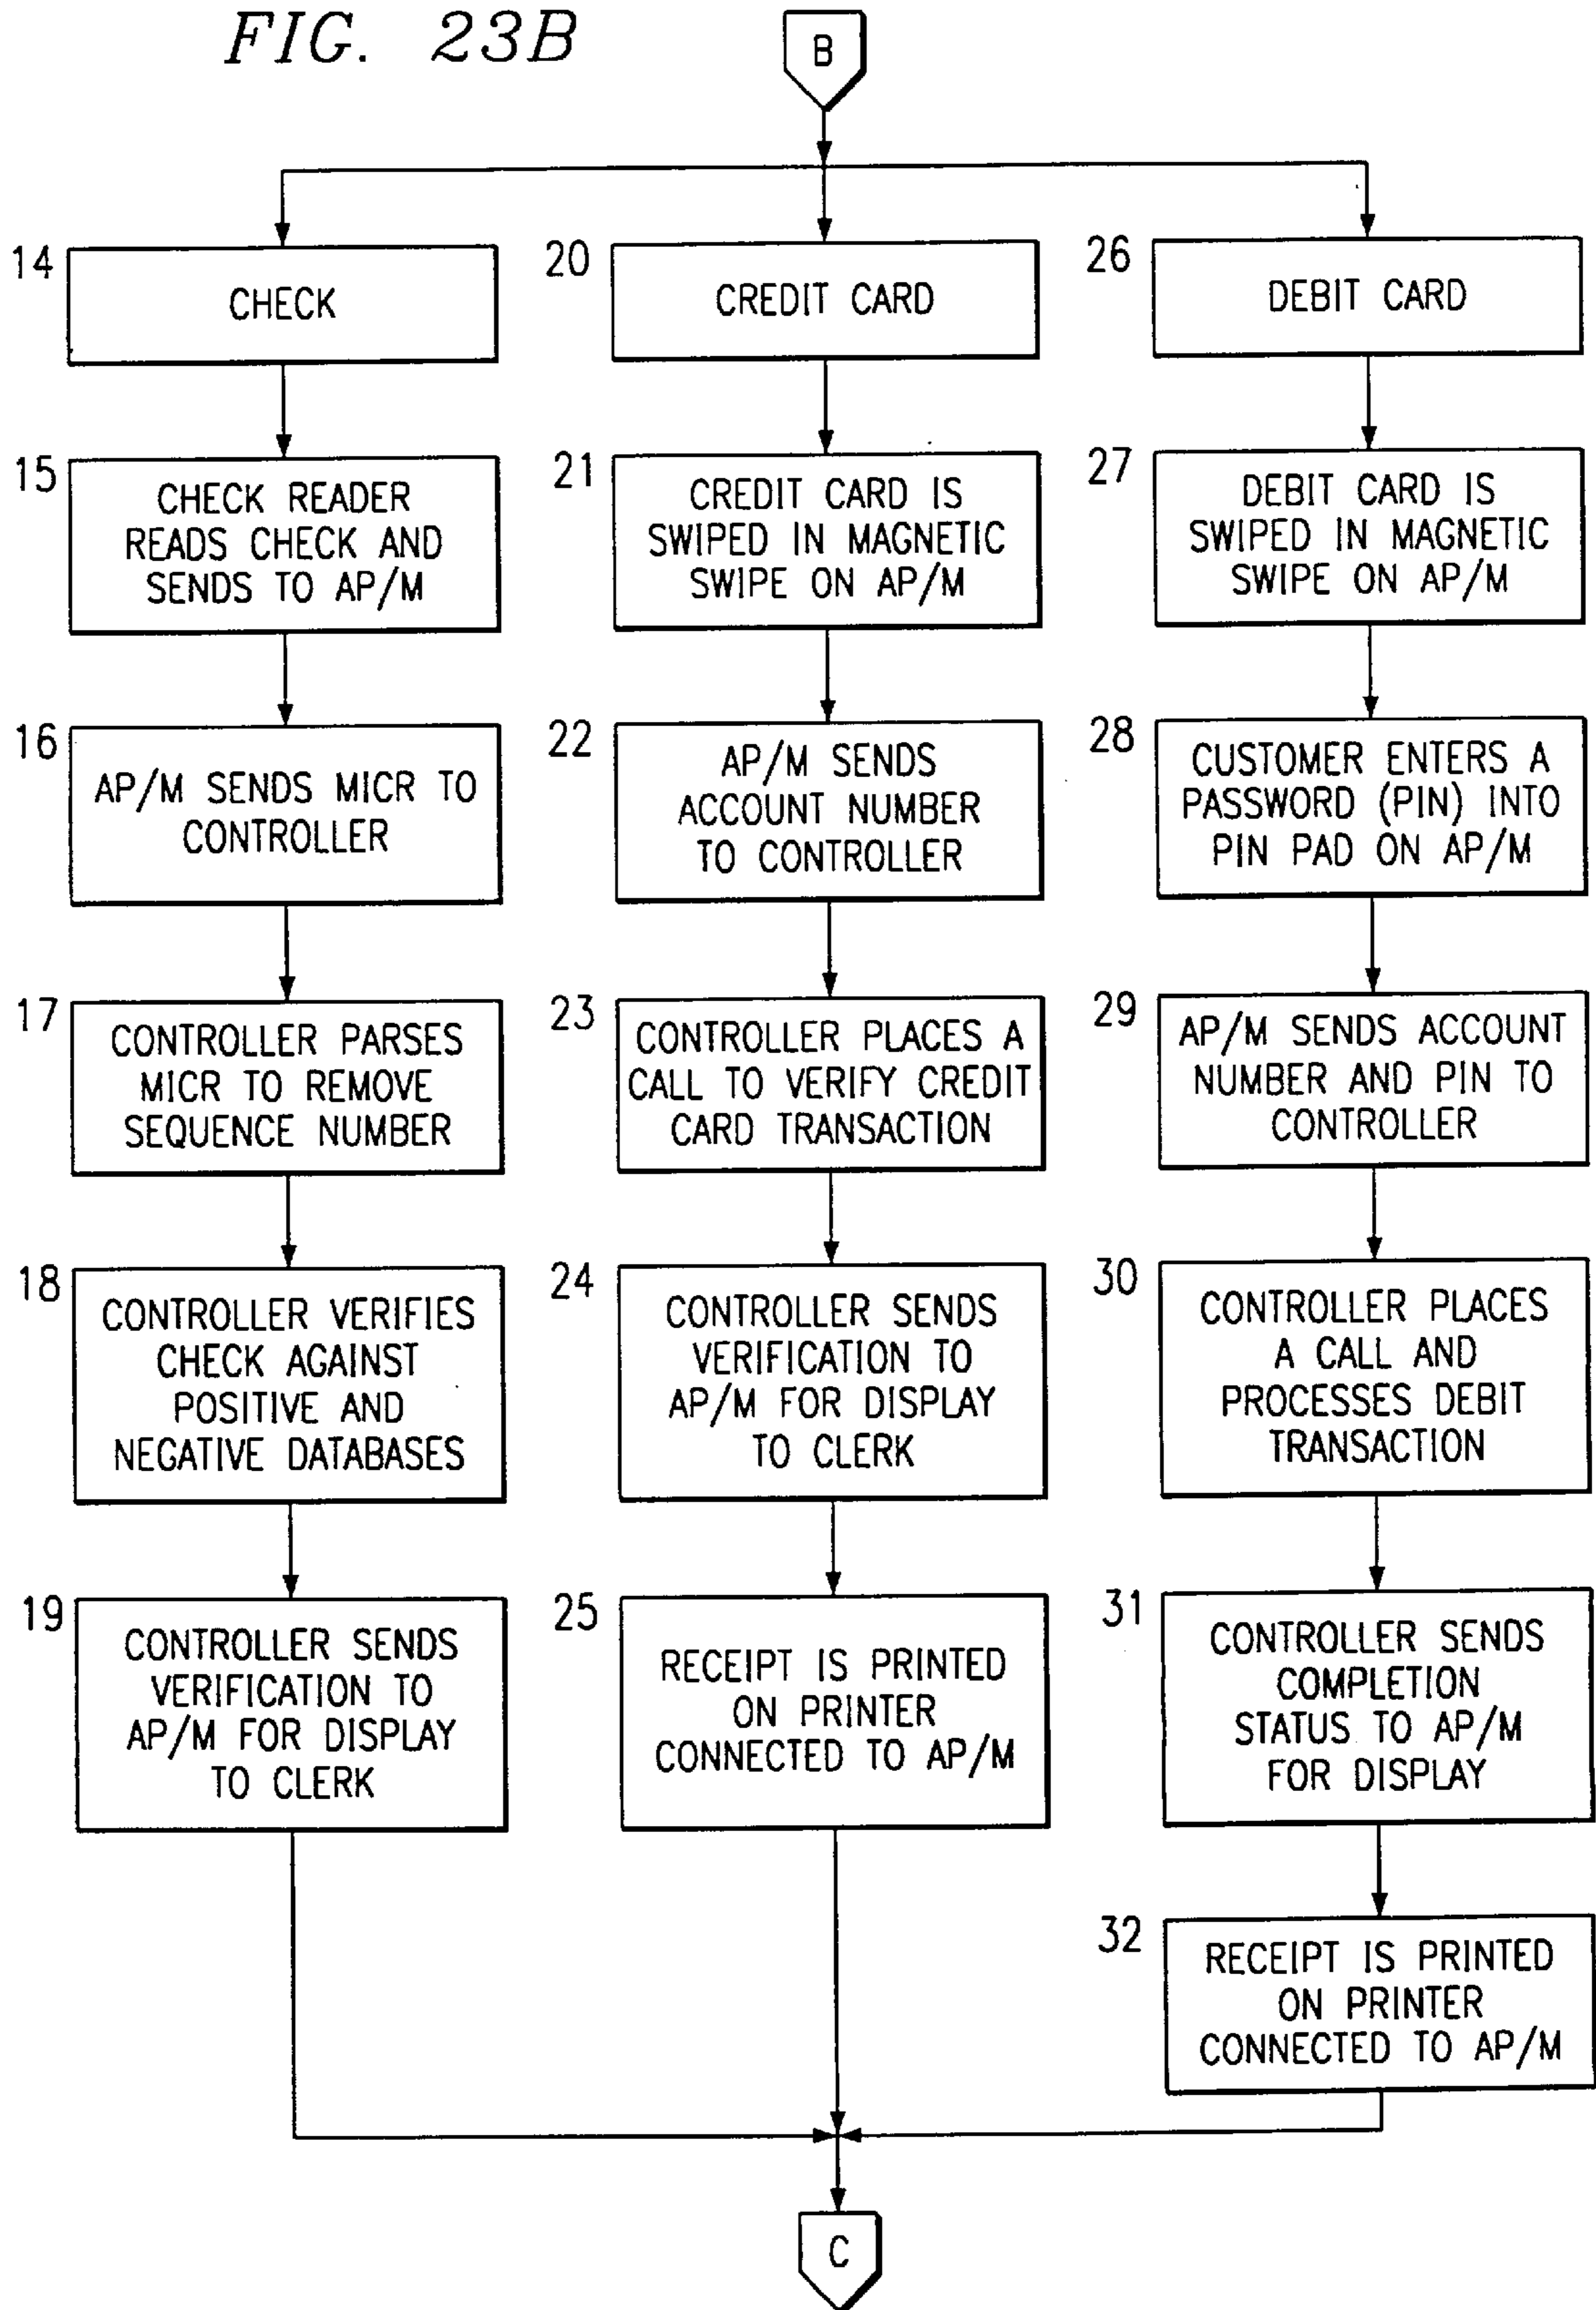 FIG. 23B
B
14
CHECK
15
CHECK READER
READS CHECK AND
SENDS TO AP/M
16
AP/M SENDS MICR TO
CONTROLLER
17
CONTROLLER PARSES
MICR TO REMOVE
SEQUENCE NUMBER
18
CONTROLLER VERIFIES
CHECK AGAINST
POSITIVE AND
NEGATIVE DATABASES
19
CONTROLLER SENDS
VERIFICATION TO
AP/M FOR DISPLAY
TO CLERK
20
CREDIT CARD
21
CREDIT CARD IS
SWIPED IN MAGNETIC
SWIPE ON AP/M
22
AP/M SENDS
ACCOUNT NUMBER
TO CONTROLLER
23
CONTROLLER PLACES A
CALL TO VERIFY CREDIT
CARD TRANSACTION
24
CONTROLLER SENDS
VERIFICATION TO
AP/M FOR DISPLAY
TO CLERK
25
RECEIPT IS PRINTED
ON PRINTER
CONNECTED TO AP/M
26
DEBIT CARD
27
DEBIT CARD IS
SWIPED IN MAGNETIC
SWIPE ON AP/M
28
CUSTOMER ENTERS A
PASSWORD (PIN) INTO
PIN PAD ON AP/M
29
AP/M SENDS ACCOUNT
NUMBER AND PIN TO
CONTROLLER
30
CONTROLLER PLACES
A CALL AND
PROCESSES DEBIT
TRANSACTION
31
CONTROLLER SENDS
COMPLETION
STATUS TO AP/M
FOR DISPLAY
32
RECEIPT IS PRINTED
ON PRINTER
CONNECTED TO AP/M
C